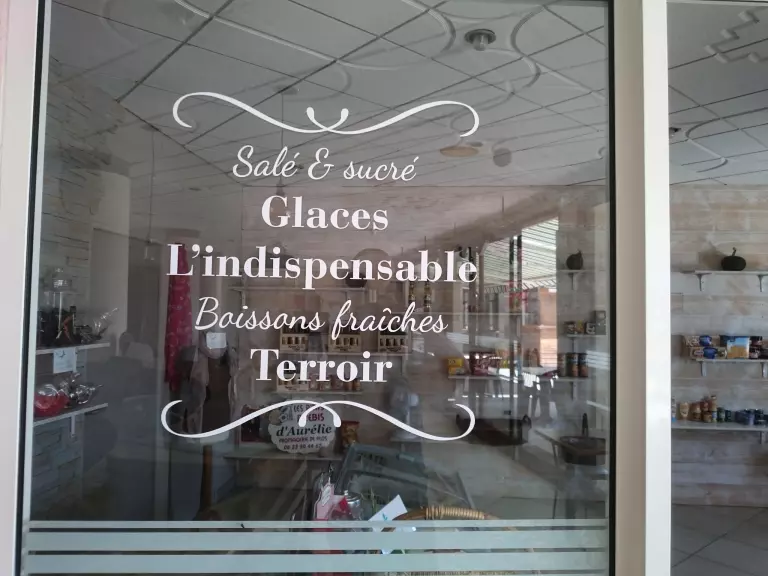 Salé & sucré
Glaces
L'indispensable
Boissons fraîches
Terroir
d'Aurélie